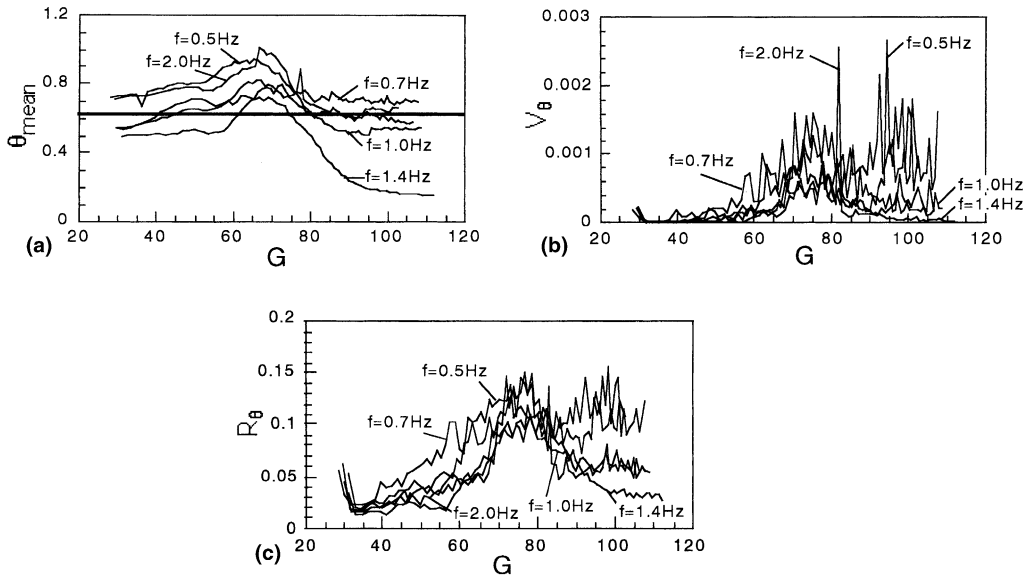 1.2
0.8
0.4
0
θmean
f=0.5Hz
f=2.0Hz
f=0.7Hz
f=1.0Hz
f=1.4Hz
20 40 60 80 100 120
G
(a)
0.003
0.002
0.001
0
Vθ
f=2.0Hz
f=0.5Hz
f=0.7Hz
f=1.0Hz
f=1.4Hz
20 40 60 80 100 120
G
(b)
0.2
0.15
0.1
0.05
0
Rθ
f=0.5Hz
f=0.7Hz
f=2.0Hz
f=1.0Hz
f=1.4Hz
20 40 60 80 100 120
G
(c)